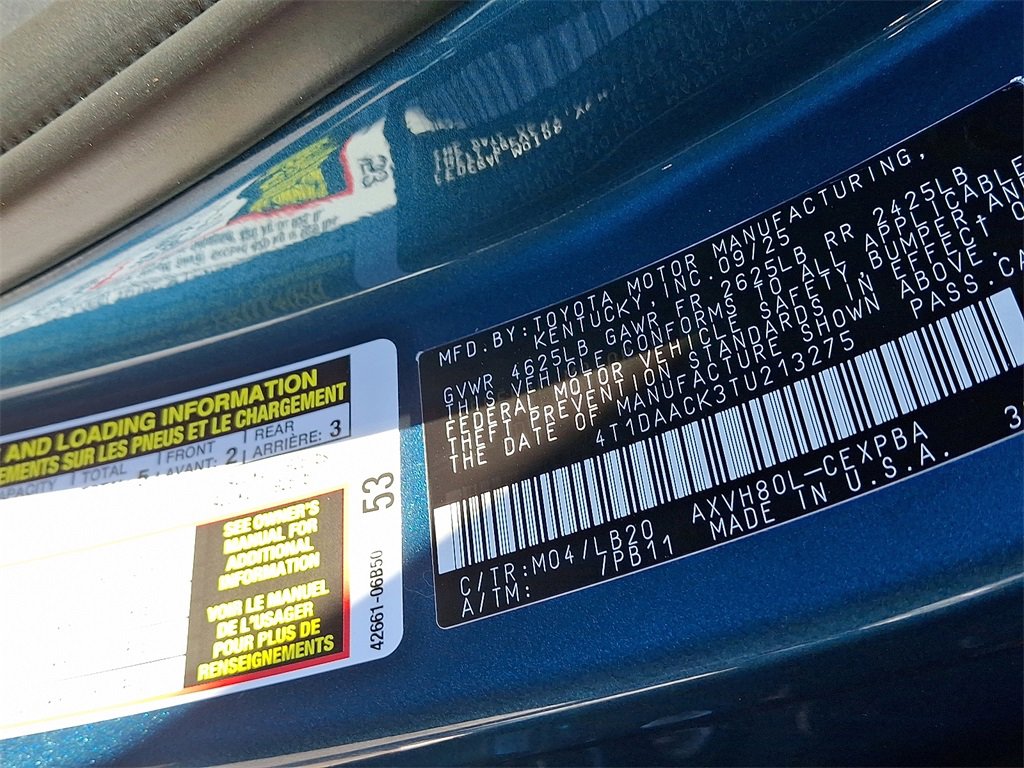 MFD.BY:TOYOTA MOTOR MANUFACTURING,
KENTUCKY,INC.09/25
GVWR 4625LB GAWR FR 2625LB RR 2425LB
THIS VEHICLE CONFORMS TO ALL APPLICABLE
FEDERAL MOTOR VEHICLE SAFETY,BUMPER,AND
THEFT PREVENTION STANDARDS IN EFFECT
THE DATE OF MANUFACTURE SHOWN ABOVE.
4T1DAACK3TU213275 PASS.CA
C/TR:M04/LB20 AXVH80L-CEXPBA
A/TM: /PB11 MADE IN U.S.A.
AND LOADING INFORMATION
EMENTS SUR LES PNEUS ET LE CHARGEMENT
TOTAL FRONT REAR
AVANT: 2 ARRIÈRE: 3
SEE OWNER'S
MANUAL FOR
ADDITIONAL
INFORMATION
VOIR LE MANUEL
DE L'USAGER
POUR PLUS DE
RENSEIGNEMENTS
53
42661-06B50